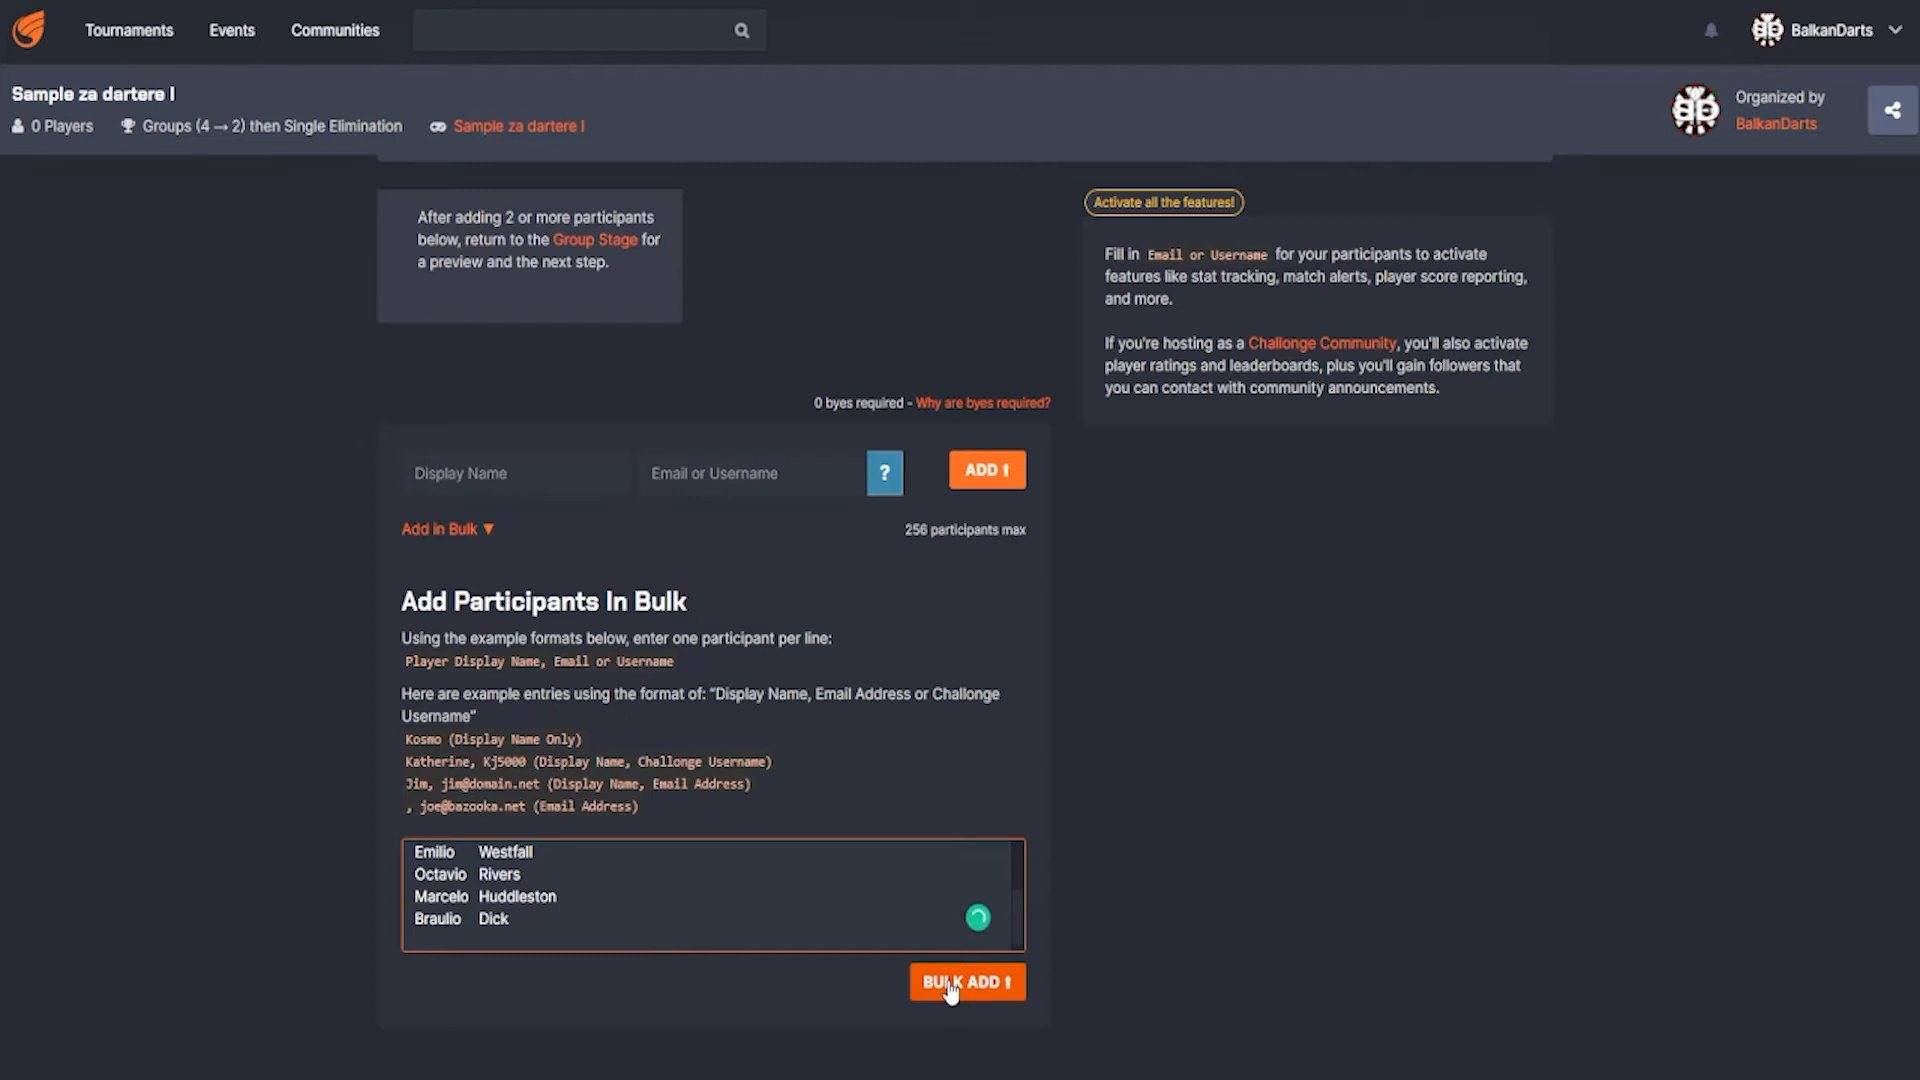 Tournaments Events Communities
BalkanDarts
Sample za dartere I
0 Players Groups (4 → 2) then Single Elimination Sample za dartere I
Organized by
BalkanDarts
After adding 2 or more participants
below, return to the Group Stage for
a preview and the next step.
Activate all the features!
Fill in Email or Username for your participants to activate
features like stat tracking, match alerts, player score reporting,
and more.
If you're hosting as a Challonge Community, you'll also activate
player ratings and leaderboards, plus you'll gain followers that
you can contact with community announcements.
0 byes required - Why are byes required?
Display Name Email or Username ? ADD
Add in Bulk ▼ 256 participants max
Add Participants In Bulk
Using the example formats below, enter one participant per line:
Player Display Name, Email or Username
Here are example entries using the format of: "Display Name, Email Address or Challonge
Username"
Kosmo (Display Name Only)
Katherine, Kj5000 (Display Name, Challonge Username)
Jim, jim@domain.net (Display Name, Email Address)
, joe@bazooka.net (Email Address)
Emilio Westfall
Octavio Rivers
Marcelo Huddleston
Braulio Dick
BULK ADD